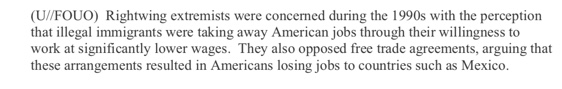 (U//FOUO)  Rightwing extremists were concerned during the 1990s with the perception
that illegal immigrants were taking away American jobs through their willingness to
work at significantly lower wages.  They also opposed free trade agreements, arguing that
these arrangements resulted in Americans losing jobs to countries such as Mexico.